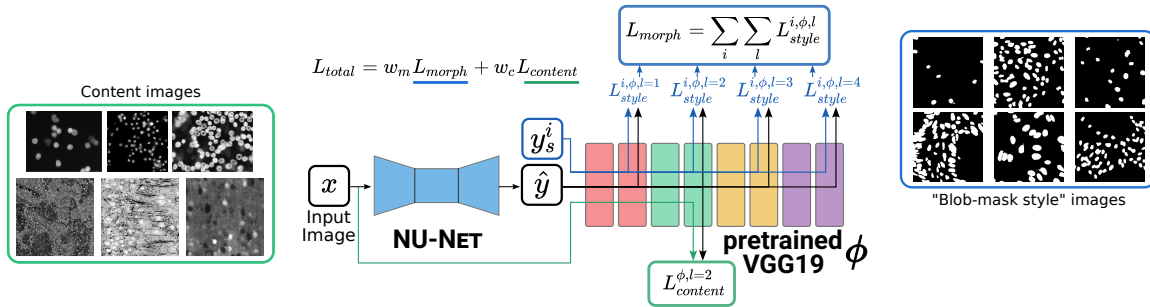 Content images
L_{total} = w_m L_{morph} + w_c L_{content}
L_{morph} = \sum_i \sum_l L_{style}^{i,\phi,l}
L_{style}^{i,\phi,l=1} L_{style}^{i,\phi,l=2} L_{style}^{i,\phi,l=3} L_{style}^{i,\phi,l=4}
y_s^i
x
ŷ
Input
Image
NU-NET
pretrained
VGG19 ϕ
L_{content}^{\phi,l=2}
"Blob-mask style" images